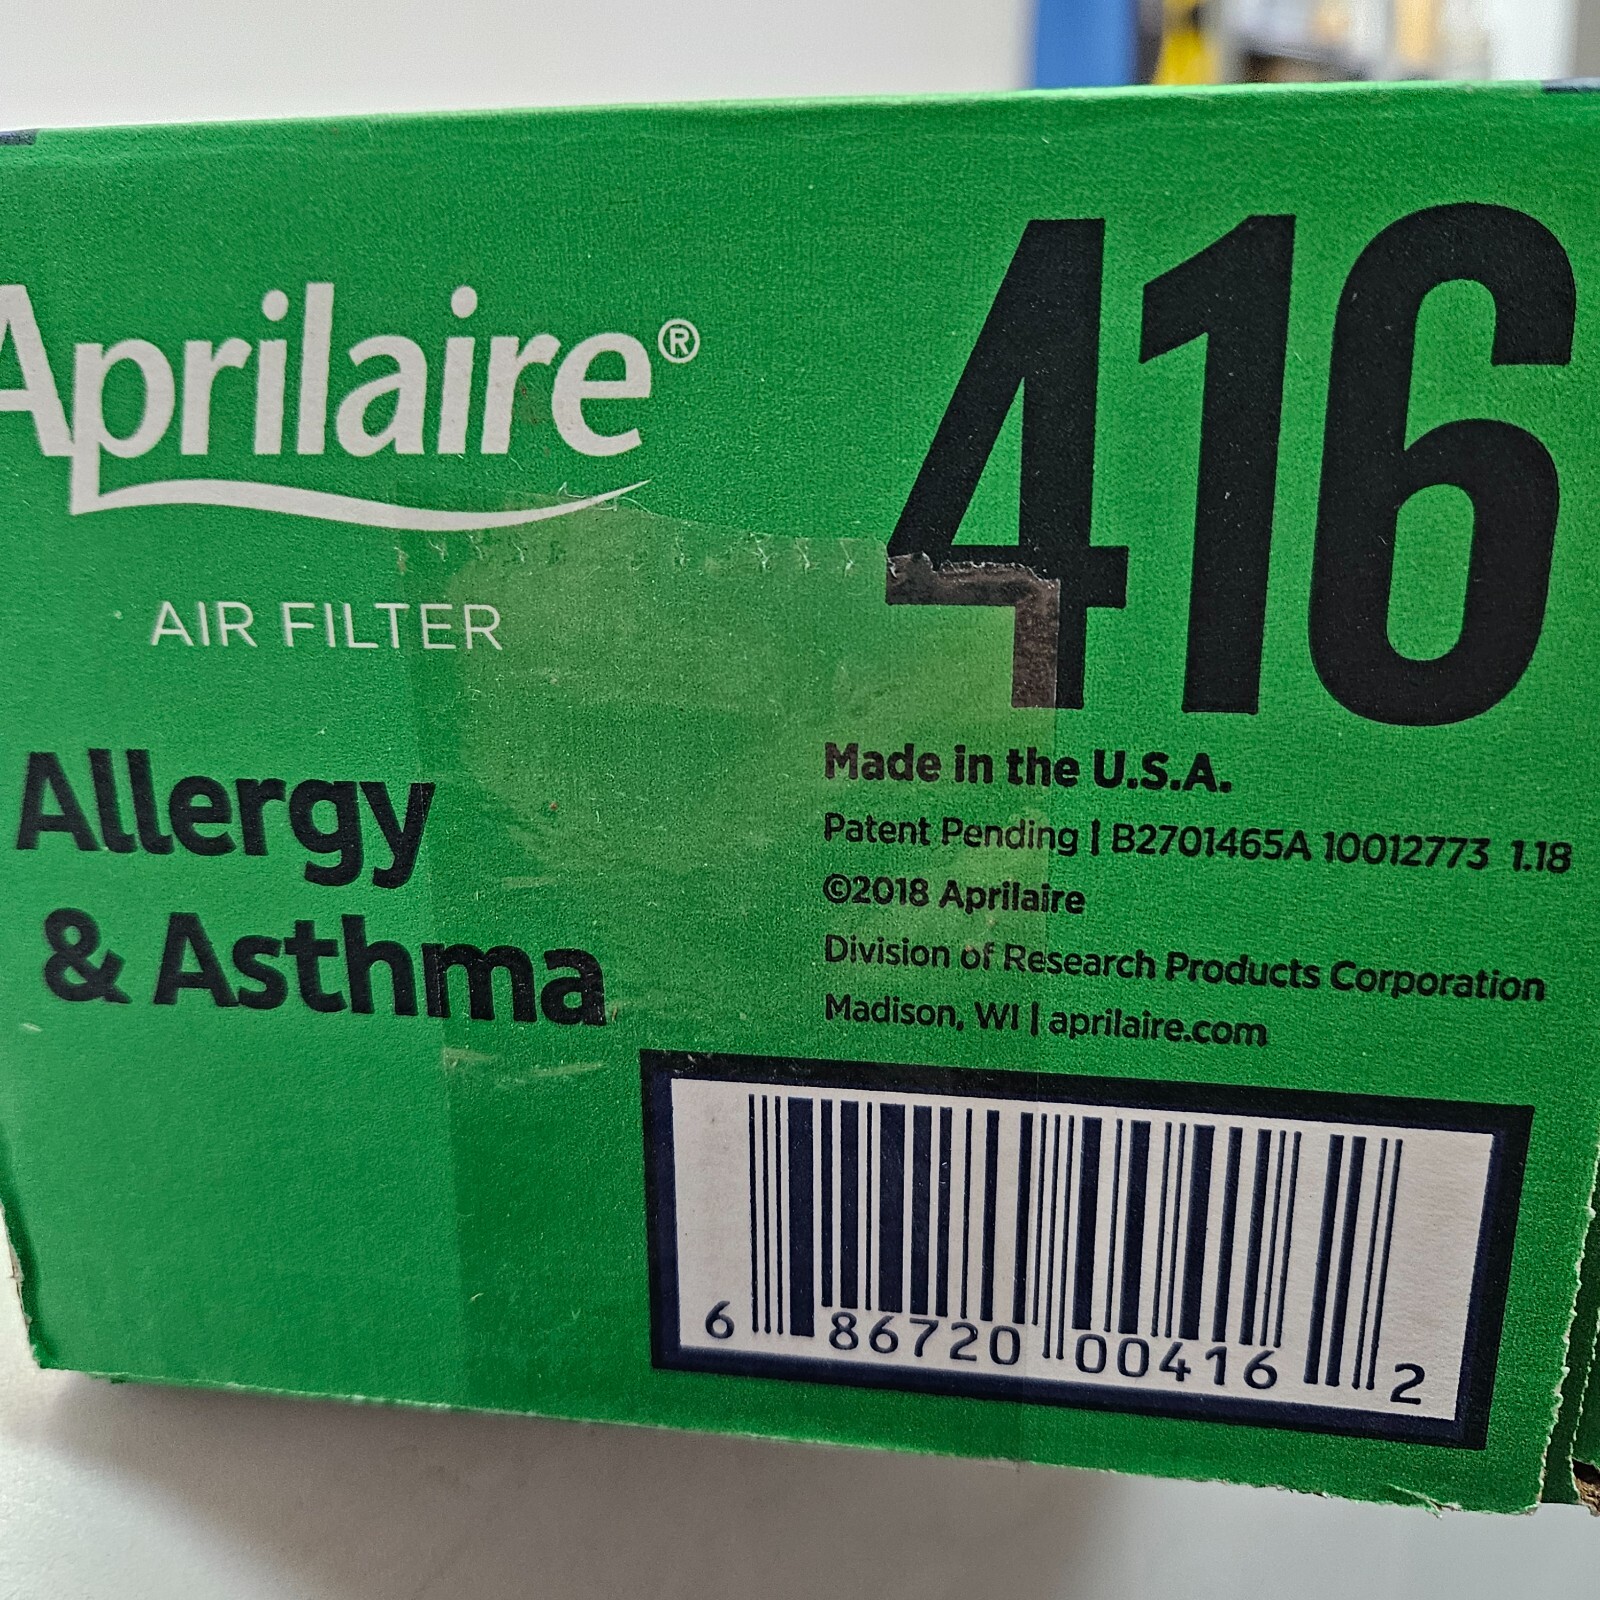 Aprilaire®
AIR FILTER
Allergy
& Asthma
416
Made in the U.S.A.
Patent Pending | B2701465A 10012773 1.18
©2018 Aprilaire
Division of Research Products Corporation
Madison, WI | aprilaire.com
6 86720 00416 2